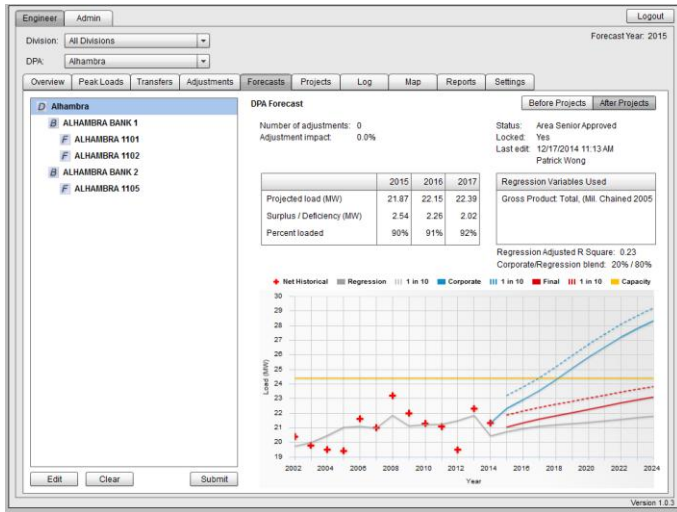 Engineer Admin Logout
Division: All Divisions Forecast Year: 2015
DPA: Alhambra
Overview Peak Loads Transfers Adjustments Forecasts Projects Log Map Reports Settings
D Alhambra
B ALHAMBRA BANK 1
F ALHAMBRA 1101
F ALHAMBRA 1102
B ALHAMBRA BANK 2
F ALHAMBRA 1105
DPA Forecast Before Projects After Projects
Number of adjustments: 0
Adjustment impact: 0.0%
Status: Area Senior Approved
Locked: Yes
Last edit: 12/17/2014 11:13 AM
Patrick Wong
2015 2016 2017
Projected load (MW) 21.87 22.15 22.39
Surplus / Deficiency (MW) 2.54 2.26 2.02
Percent loaded 90% 91% 92%
Regression Variables Used
Gross Product: Total, (Mil. Chained 2005
Regression Adjusted R Square: 0.23
Corporate/Regression blend: 20% / 80%
Net Historical Regression 1 in 10 Corporate 1 in 10 Final 1 in 10 Capacity
Load (MW)
30
29
28
27
26
25
24
23
22
21
20
19
2002 2004 2006 2008 2010 2012 2014 2016 2018 2020 2022 2024
Year
Edit Clear Submit
Version 1.0.3